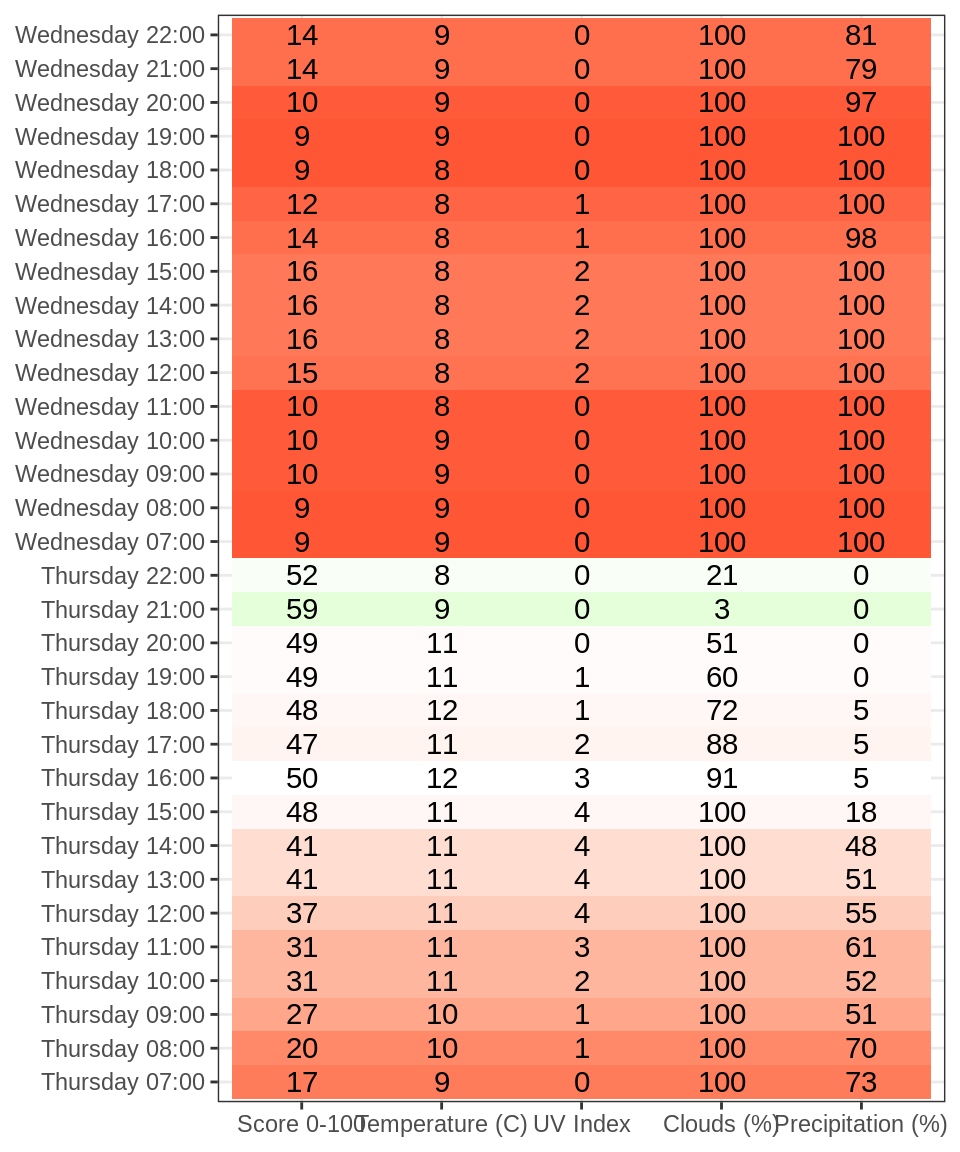 Wednesday 22:00 14 9 0 100 81
Wednesday 21:00 14 9 0 100 79
Wednesday 20:00 10 9 0 100 97
Wednesday 19:00 9 9 0 100 100
Wednesday 18:00 9 8 0 100 100
Wednesday 17:00 12 8 1 100 100
Wednesday 16:00 14 8 1 100 98
Wednesday 15:00 16 8 2 100 100
Wednesday 14:00 16 8 2 100 100
Wednesday 13:00 16 8 2 100 100
Wednesday 12:00 15 8 2 100 100
Wednesday 11:00 10 8 0 100 100
Wednesday 10:00 10 9 0 100 100
Wednesday 09:00 10 9 0 100 100
Wednesday 08:00 9 9 0 100 100
Wednesday 07:00 9 9 0 100 100
Thursday 22:00 52 8 0 21 0
Thursday 21:00 59 9 0 3 0
Thursday 20:00 49 11 0 51 0
Thursday 19:00 49 11 1 60 0
Thursday 18:00 48 12 1 72 5
Thursday 17:00 47 11 2 88 5
Thursday 16:00 50 12 3 91 5
Thursday 15:00 48 11 4 100 18
Thursday 14:00 41 11 4 100 48
Thursday 13:00 41 11 4 100 51
Thursday 12:00 37 11 4 100 55
Thursday 11:00 31 11 3 100 61
Thursday 10:00 31 11 2 100 52
Thursday 09:00 27 10 1 100 51
Thursday 08:00 20 10 1 100 70
Thursday 07:00 17 9 0 100 73
Score 0-100 Temperature (C) UV Index Clouds (%) Precipitation (%)